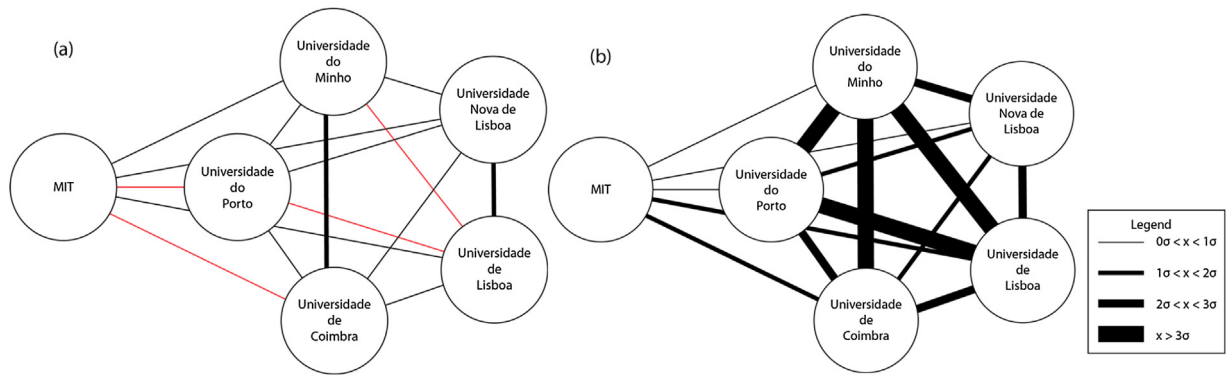 (a)
Universidade
do
Minho
Universidade
Nova de
Lisboa
MIT
Universidade
do
Porto
Universidade
de
Lisboa
Universidade
de
Coimbra
(b)
Universidade
do
Minho
Universidade
Nova de
Lisboa
MIT
Universidade
do
Porto
Universidade
de
Lisboa
Universidade
de
Coimbra
Legend
0σ < x < 1σ
1σ < x < 2σ
2σ < x < 3σ
x > 3σ